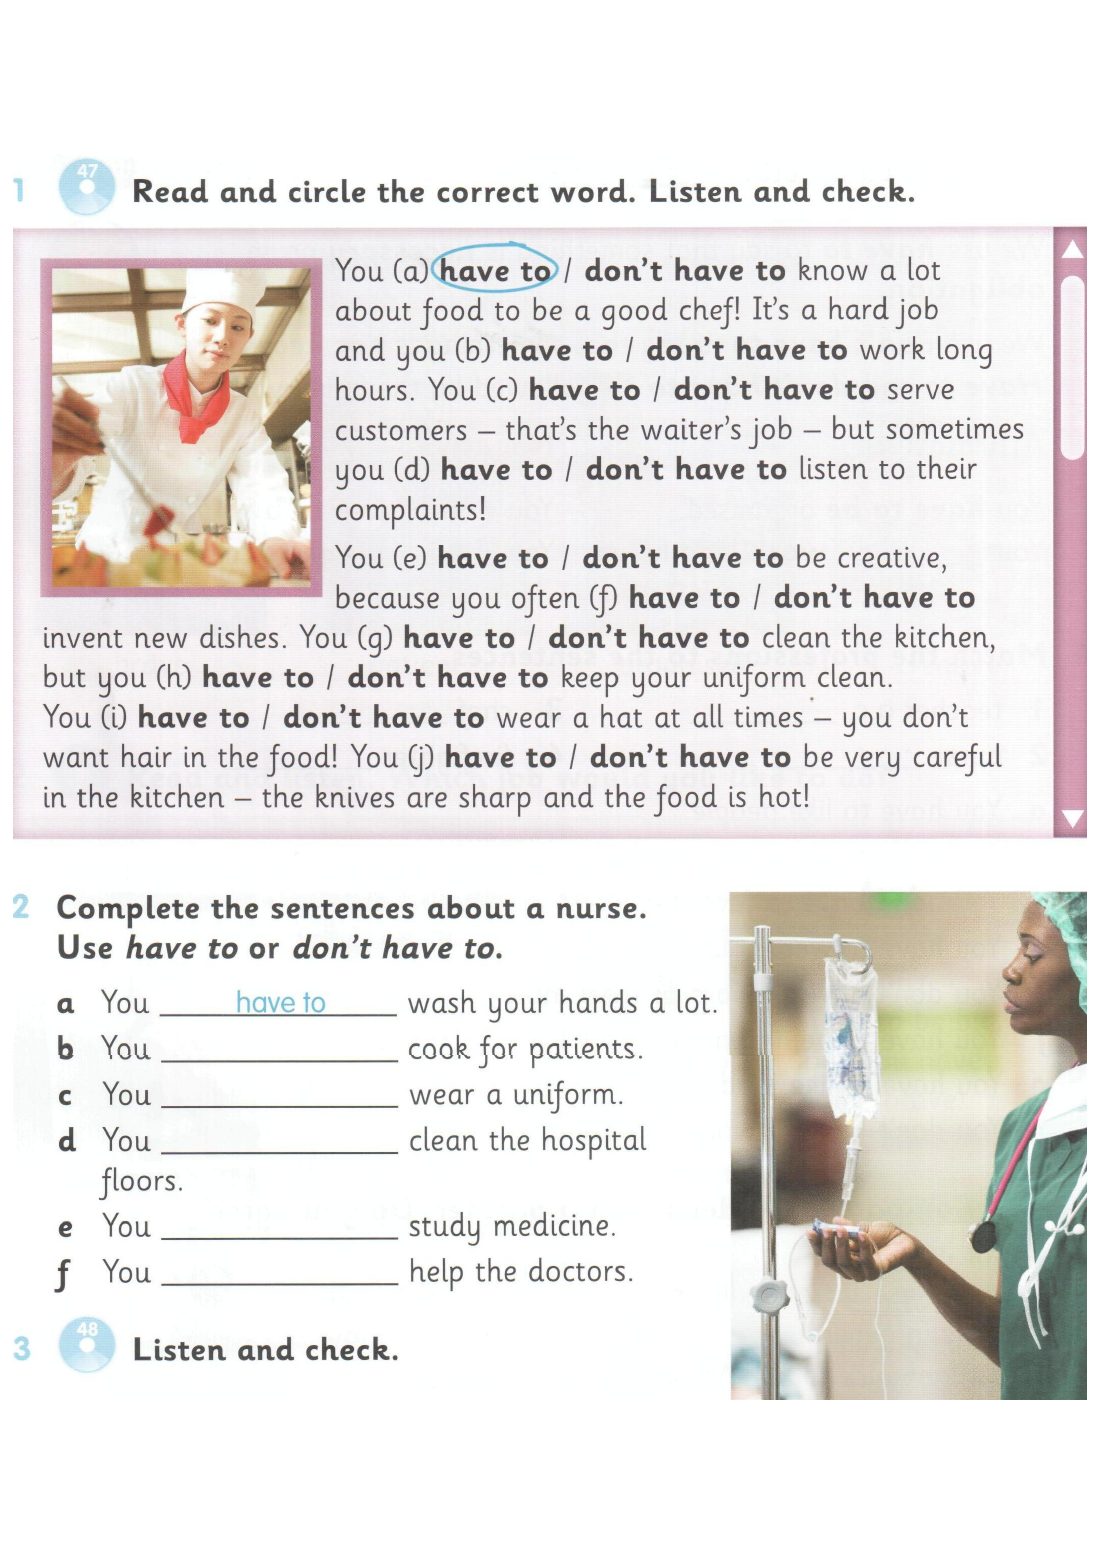 1 47 Read and circle the correct word. Listen and check.
You (a) have to / don't have to know a lot
about food to be a good chef! It's a hard job
and you (b) have to / don't have to work long
hours. You (c) have to / don't have to serve
customers – that's the waiter's job – but sometimes
you (d) have to / don't have to listen to their
complaints!
You (e) have to / don't have to be creative,
because you often (f) have to / don't have to
invent new dishes. You (g) have to / don't have to clean the kitchen,
but you (h) have to / don't have to keep your uniform clean.
You (i) have to / don't have to wear a hat at all times – you don't
want hair in the food! You (j) have to / don't have to be very careful
in the kitchen – the knives are sharp and the food is hot!
2 Complete the sentences about a nurse.
Use have to or don't have to.
a You have to wash your hands a lot.
b You ______ cook for patients.
c You ______ wear a uniform.
d You ______ clean the hospital
floors.
e You ______ study medicine.
f You ______ help the doctors.
3 48 Listen and check.